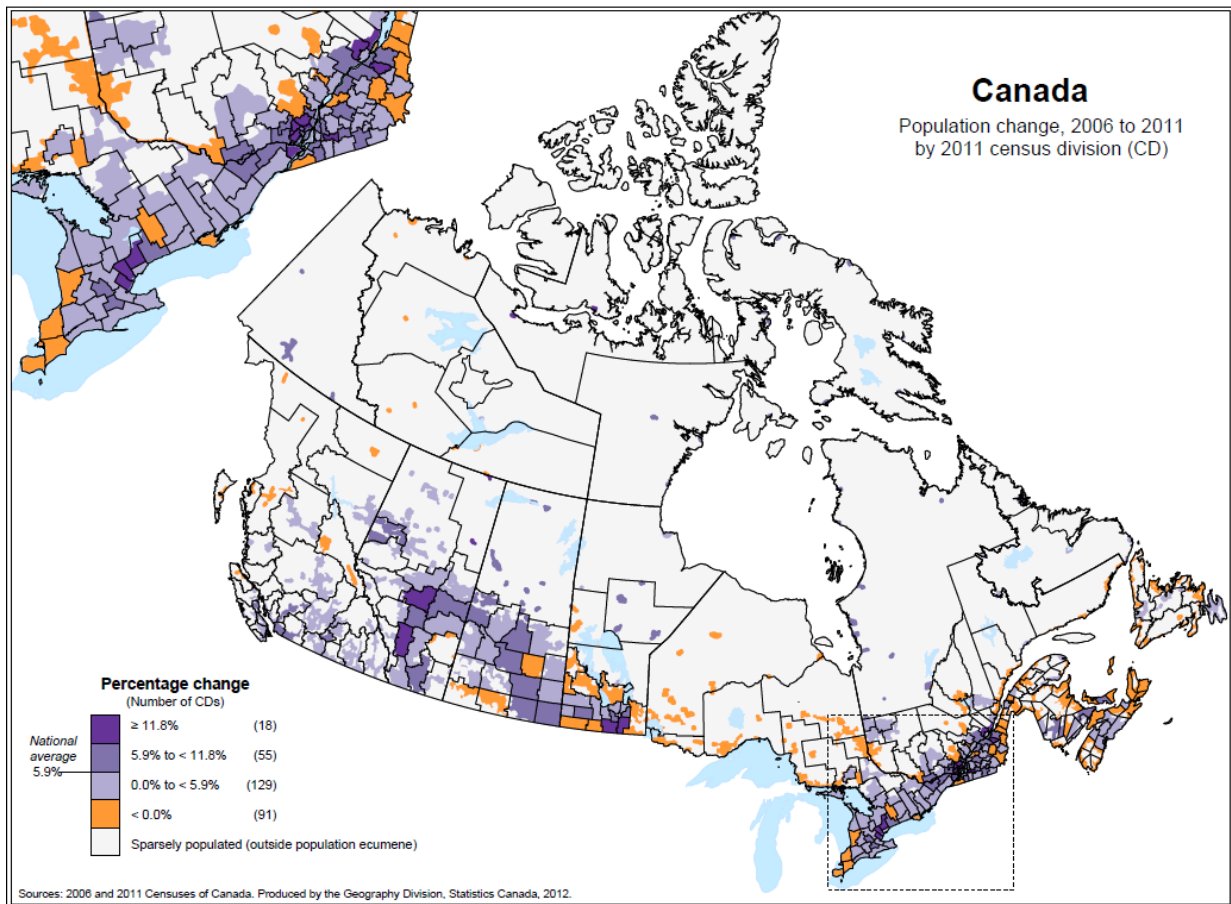 Canada
Population change, 2006 to 2011
by 2011 census division (CD)
Percentage change
(Number of CDs)
≥ 11.8% (18)
National
average
5.9%
5.9% to < 11.8% (55)
0.0% to < 5.9% (129)
< 0.0% (91)
Sparsely populated (outside population ecumene)
Sources: 2006 and 2011 Censuses of Canada. Produced by the Geography Division, Statistics Canada, 2012.